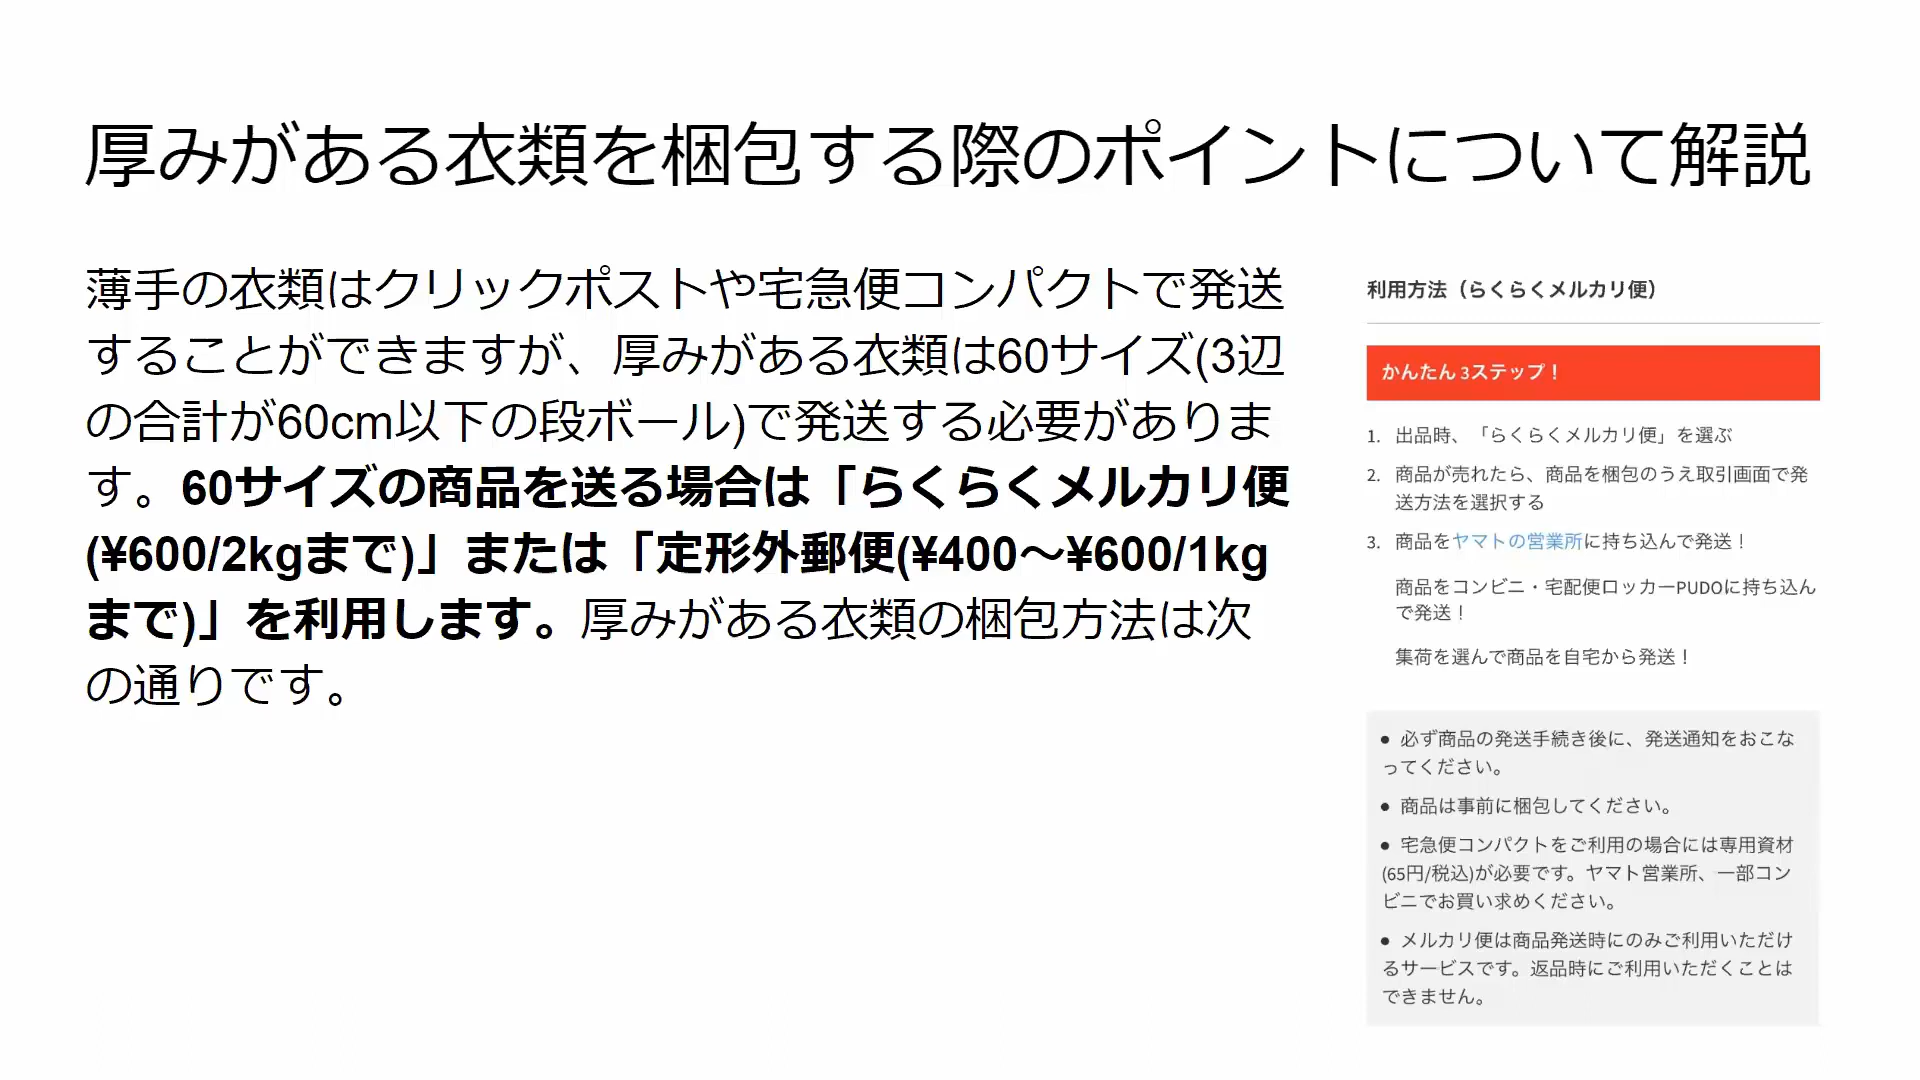 厚みがある衣類を梱包する際のポイントについて解説
薄手の衣類はクリックポストや宅急便コンパクトで発送
することができますが、厚みがある衣類は60サイズ(3辺
の合計が60cm以下の段ボール)で発送する必要がありま
す。60サイズの商品を送る場合は「らくらくメルカリ便
(¥600/2kgまで)」または「定形外郵便(¥400〜¥600/1kg
まで)」を利用します。厚みがある衣類の梱包方法は次
の通りです。
利用方法（らくらくメルカリ便）
かんたん 3ステップ！
1. 出品時、「らくらくメルカリ便」を選ぶ
2. 商品が売れたら、商品を梱包のうえ取引画面で発
送方法を選択する
3. 商品をヤマトの営業所に持ち込んで発送！
商品をコンビニ・宅配便ロッカーPUDOに持ち込ん
で発送！
集荷を選んで商品を自宅から発送！
● 必ず商品の発送手続き後に、発送通知をおこな
ってください。
● 商品は事前に梱包してください。
● 宅急便コンパクトをご利用の場合には専用資材
(65円/税込)が必要です。ヤマト営業所、一部コン
ビニでお買い求めください。
● メルカリ便は商品発送時にのみご利用いただけ
るサービスです。返品時にご利用いただくことは
できません。